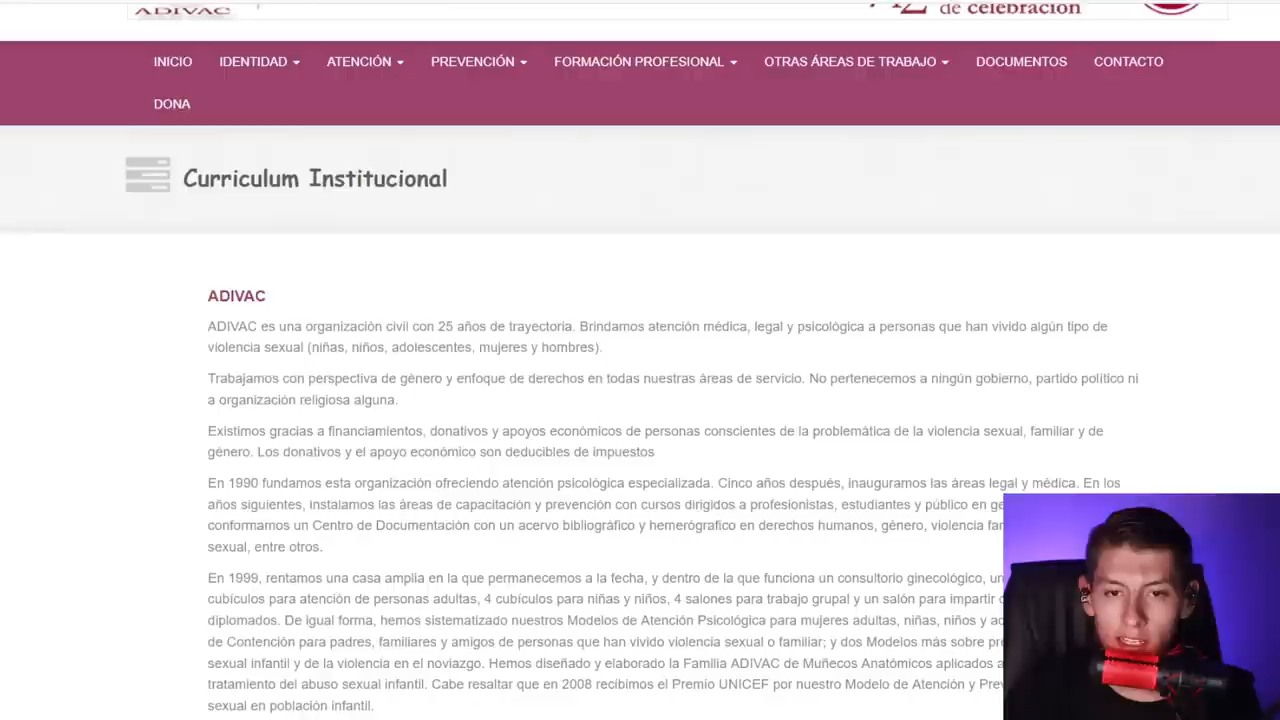 ADIVAC
de celebración
INICIO IDENTIDAD ATENCIÓN PREVENCIÓN FORMACIÓN PROFESIONAL OTRAS ÁREAS DE TRABAJO DOCUMENTOS CONTACTO
DONA
Curriculum Institucional
ADIVAC
ADIVAC es una organización civil con 25 años de trayectoria. Brindamos atención médica, legal y psicológica a personas que han vivido algún tipo de
violencia sexual (niñas, niños, adolescentes, mujeres y hombres).
Trabajamos con perspectiva de género y enfoque de derechos en todas nuestras áreas de servicio. No pertenecemos a ningún gobierno, partido político ni
a organización religiosa alguna.
Existimos gracias a financiamientos, donativos y apoyos económicos de personas conscientes de la problemática de la violencia sexual, familiar y de
género. Los donativos y el apoyo económico son deducibles de impuestos
En 1990 fundamos esta organización ofreciendo atención psicológica especializada. Cinco años después, inauguramos las áreas legal y médica. En los
años siguientes, instalamos las áreas de capacitación y prevención con cursos dirigidos a profesionistas, estudiantes y público en ge
conformamos un Centro de Documentación con un acervo bibliográfico y hemerógrafico en derechos humanos, género, violencia fam
sexual, entre otros.
En 1999, rentamos una casa amplia en la que permanecemos a la fecha, y dentro de la que funciona un consultorio ginecológico, un
cubículos para atención de personas adultas, 4 cubículos para niñas y niños, 4 salones para trabajo grupal y un salón para impartir
diplomados. De igual forma, hemos sistematizado nuestros Modelos de Atención Psicológica para mujeres adultas, niñas, niños y
de Contención para padres, familiares y amigos de personas que han vivido violencia sexual o familiar; y dos Modelos más sobre pre
sexual infantil y de la violencia en el noviazgo. Hemos diseñado y elaborado la Familia ADIVAC de Muñecos Anatómicos aplicados a
tratamiento del abuso sexual infantil. Cabe resaltar que en 2008 recibimos el Premio UNICEF por nuestro Modelo de Atención y Prev
sexual en población infantil.